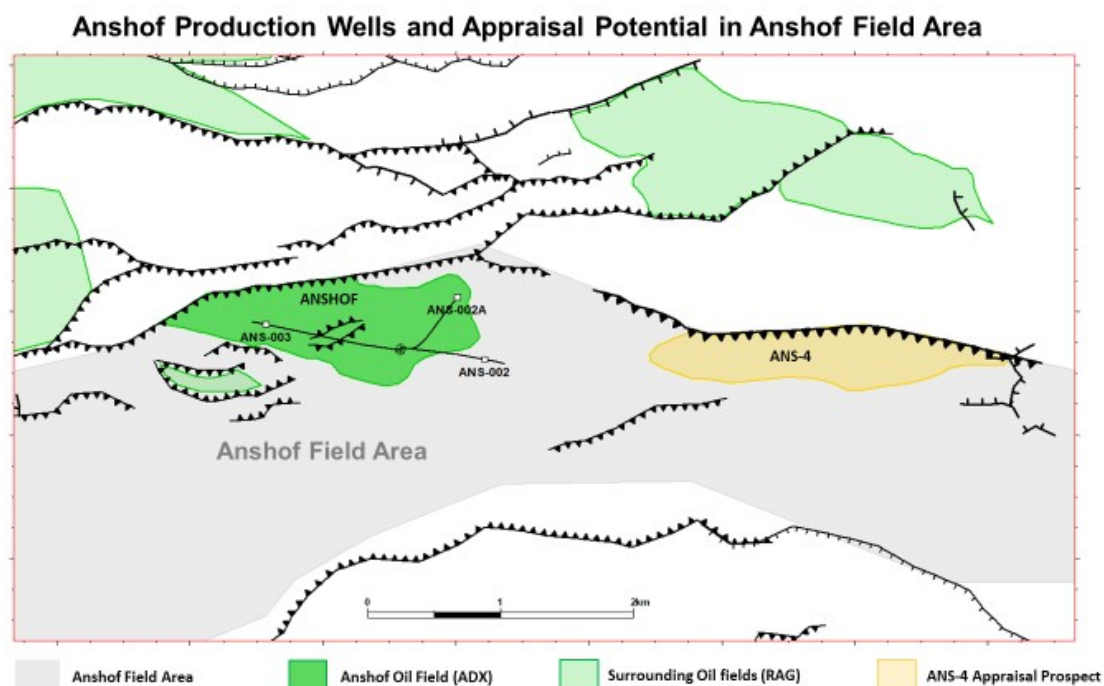 Anshof Production Wells and Appraisal Potential in Anshof Field Area
ANSHOF
ANS-002A
ANS-003
ANS-002
ANS-4
Anshof Field Area
0 1 2km
Anshof Field Area
Anshof Oil Field (ADX)
Surrounding Oil fields (RAG)
ANS-4 Appraisal Prospect